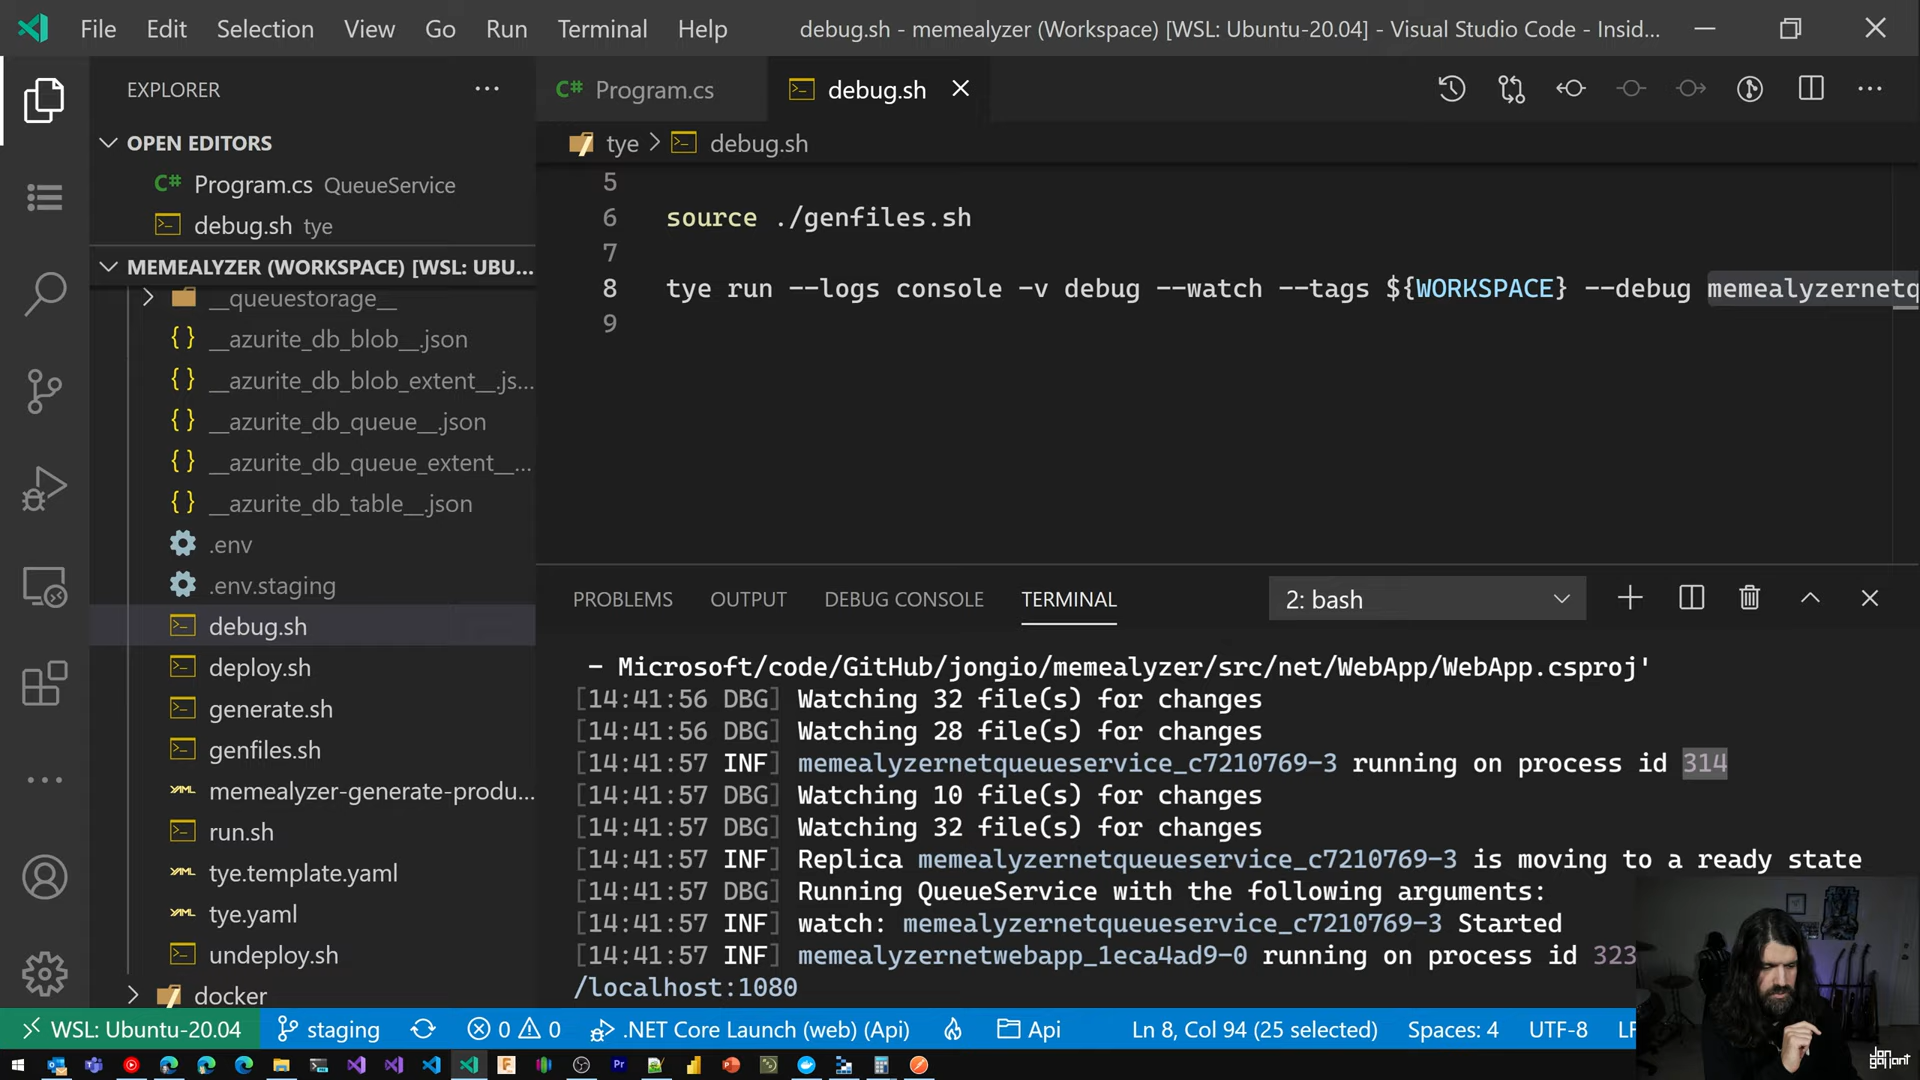 File Edit Selection View Go Run Terminal Help debug.sh - memealyzer (Workspace) [WSL: Ubuntu-20.04] - Visual Studio Code - Insid...
EXPLORER
OPEN EDITORS
C# Program.cs QueueService
debug.sh tye
MEMEALYZER (WORKSPACE) [WSL: UBU...
__queuestorage__
{} __azurite_db_blob__.json
{} __azurite_db_blob_extent__.js...
{} __azurite_db_queue__.json
{} __azurite_db_queue_extent__...
{} __azurite_db_table__.json
.env
.env.staging
debug.sh
deploy.sh
generate.sh
genfiles.sh
memealyzer-generate-produ...
run.sh
tye.template.yaml
tye.yaml
undeploy.sh
docker
C# Program.cs
debug.sh
tye > debug.sh
5
6 source ./genfiles.sh
7
8 tye run --logs console -v debug --watch --tags ${WORKSPACE} --debug memealyzernetq
9
PROBLEMS OUTPUT DEBUG CONSOLE TERMINAL 2: bash
- Microsoft/code/GitHub/jongio/memealyzer/src/net/WebApp/WebApp.csproj'
[14:41:56 DBG] Watching 32 file(s) for changes
[14:41:56 DBG] Watching 28 file(s) for changes
[14:41:57 INF] memealyzernetqueueservice_c7210769-3 running on process id 314
[14:41:57 DBG] Watching 10 file(s) for changes
[14:41:57 DBG] Watching 32 file(s) for changes
[14:41:57 INF] Replica memealyzernetqueueservice_c7210769-3 is moving to a ready state
[14:41:57 DBG] Running QueueService with the following arguments:
[14:41:57 INF] watch: memealyzernetqueueservice_c7210769-3 Started
[14:41:57 INF] memealyzernetwebapp_1eca4ad9-0 running on process id 323
/localhost:1080
WSL: Ubuntu-20.04 staging 0 0 .NET Core Launch (web) (Api) Api Ln 8, Col 94 (25 selected) Spaces: 4 UTF-8 LF
jon gallant